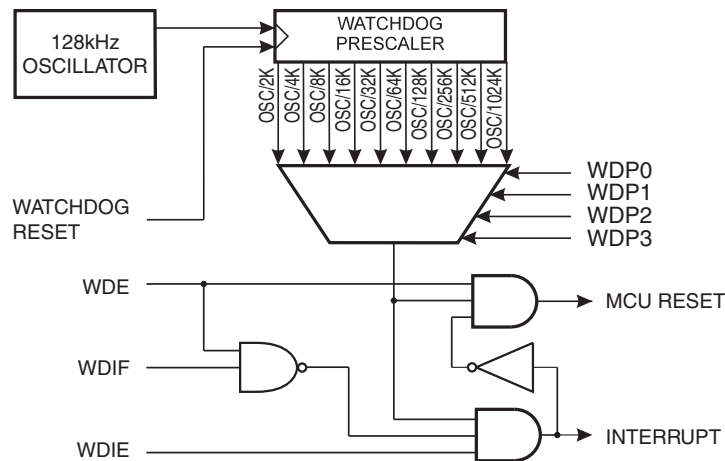 128kHz
OSCILLATOR
WATCHDOG
PRESCALER
OSC/2K
OSC/4K
OSC/8K
OSC/16K
OSC/32K
OSC/64K
OSC/128K
OSC/256K
OSC/512K
OSC/1024K
WATCHDOG
RESET
WDP0
WDP1
WDP2
WDP3
WDE
MCU RESET
WDIF
WDIE
INTERRUPT